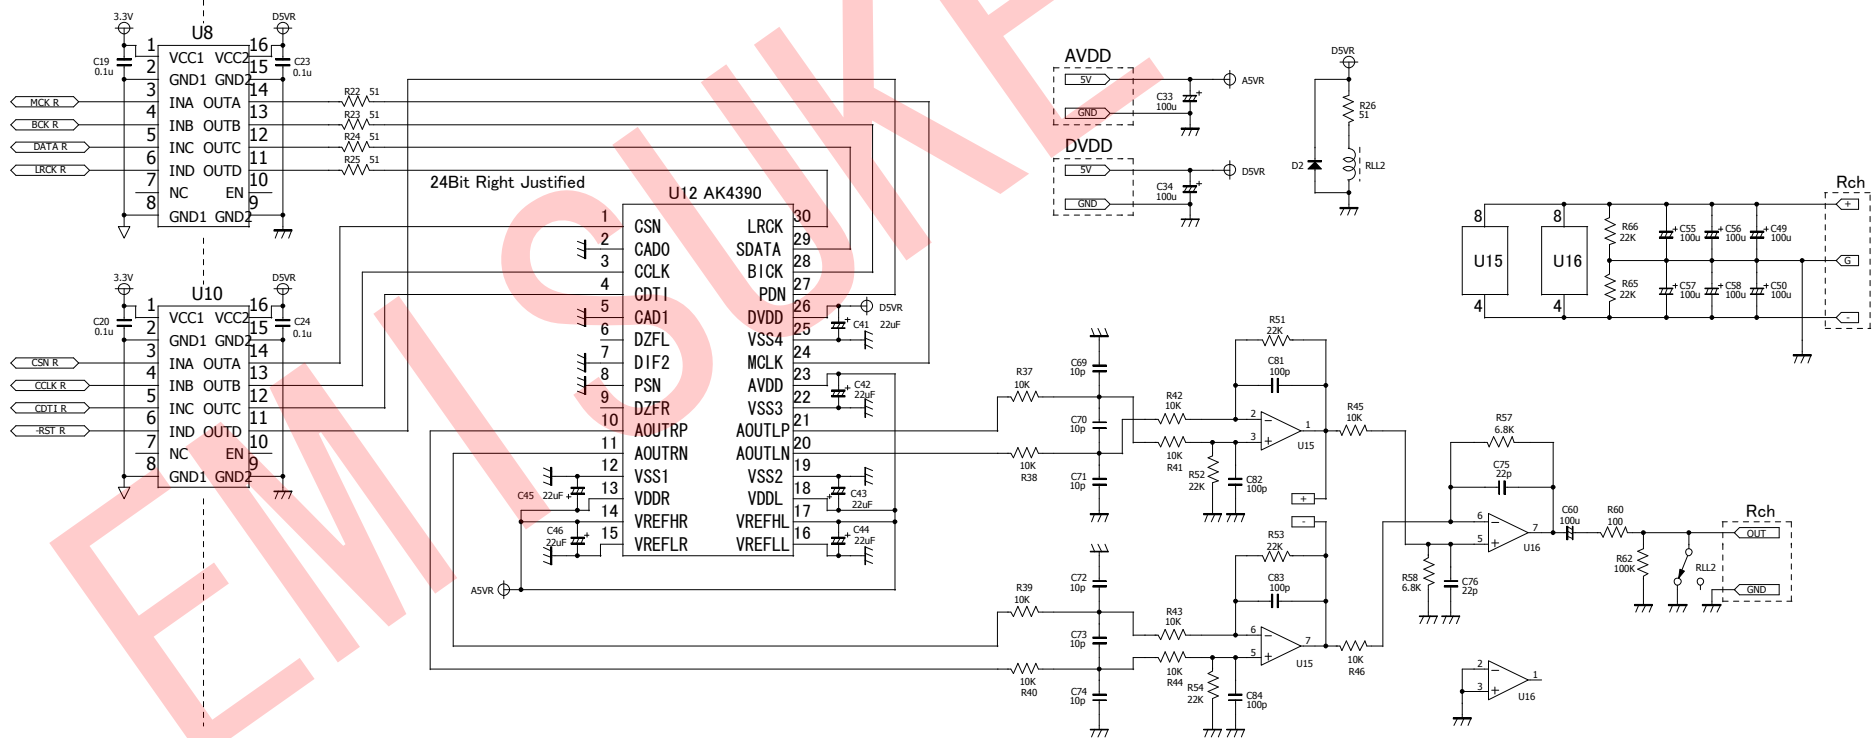 3.3V
U8
D5VR
C19
0.1u
1 VCC1 VCC2 16
2 GND1 GND2 15
3 INA OUTA 14
4 INB OUTB 13
5 INC OUTC 12
6 IND OUTD 11
7 NC EN 10
8 GND1 GND2 9
C23
0.1u
MCK R
BCK R
DATA R
LRCK R
R22 51
R23 51
R24 51
R25 51
24Bit Right Justified
3.3V
U10
D5VR
C20
0.1u
1 VCC1 VCC2 16
2 GND1 GND2 15
3 INA OUTA 14
4 INB OUTB 13
5 INC OUTC 12
6 IND OUTD 11
7 NC EN 10
8 GND1 GND2 9
C24
0.1u
CSN R
CCLK R
CDTI R
-RST R
U12 AK4390
1 CSN LRCK 30
2 CAD0 SDATA 29
3 CCLK BICK 28
4 CDTI PDN 27
5 CAD1 DVDD 26
6 DZFL VSS4 25
7 DIF2 MCLK 24
8 PSN AVDD 23
9 DZFR VSS3 22
10 AOUTRP AOUTLP 21
11 AOUTRN AOUTLN 20
12 VSS1 VSS2 19
13 VDDR VDDL 18
14 VREFHR VREFHL 17
15 VREFLR VREFLL 16
D5VR
C41 22uF
C42
22uF
C43
22uF
C44
22uF
C45 22uF
C46
22uF
A5VR
AVDD
5V
GND
C33
100u
A5VR
DVDD
5V
GND
C34
100u
D5VR
D5VR
R26
51
D2
RLL2
Rch
+
G
-
8
U15
4
8
U16
4
R66
22K
R65
22K
C55
100u
C56
100u
C49
100u
C57
100u
C58
100u
C50
100u
R37
10K
10K
R38
C69
10p
C70
10p
C71
10p
R42
10K
10K
R41
R51
22K
C81
100p
2
3
1
U15
R52
22K
C82
100p
R45
10K
+
-
R39
10K
10K
R40
C72
10p
C73
10p
C74
10p
R43
10K
10K
R44
R53
22K
C83
100p
6
5
7
U15
R54
22K
C84
100p
10K
R46
R57
6.8K
C75
22p
6
5
7
U16
R58
6.8K
C76
22p
C60
100u
R60
100
R62
100K
RLL2
Rch
OUT
GND
2
3
1
U16
EMISUKE